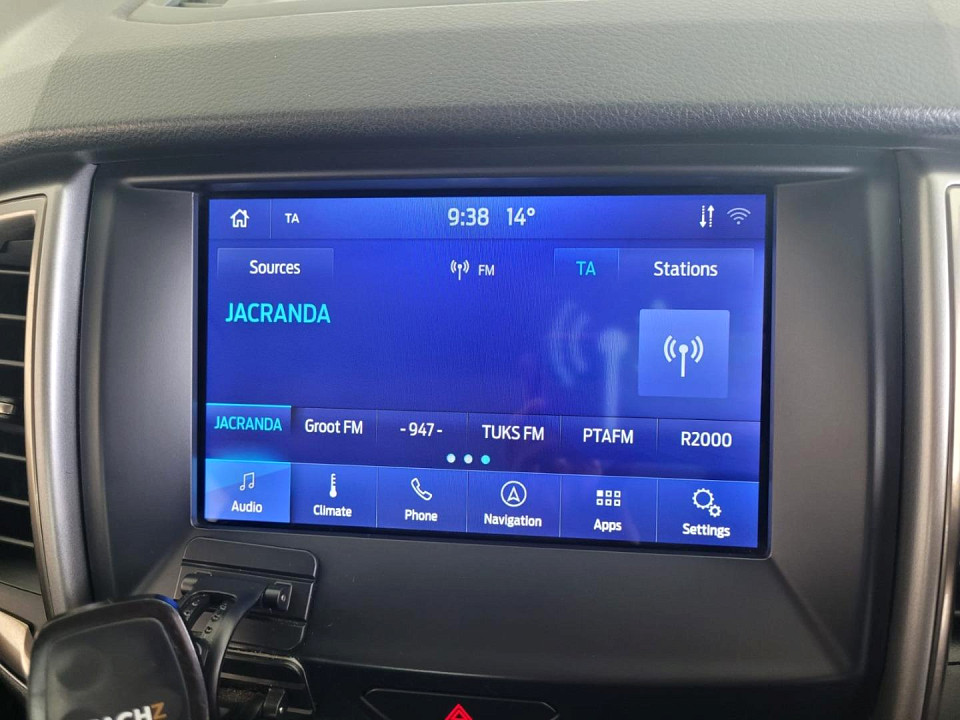 TA 9:38 14°
Sources FM TA Stations
JACRANDA
JACRANDA Groot FM -947- TUKS FM PTAFM R2000
Audio Climate Phone Navigation Apps Settings